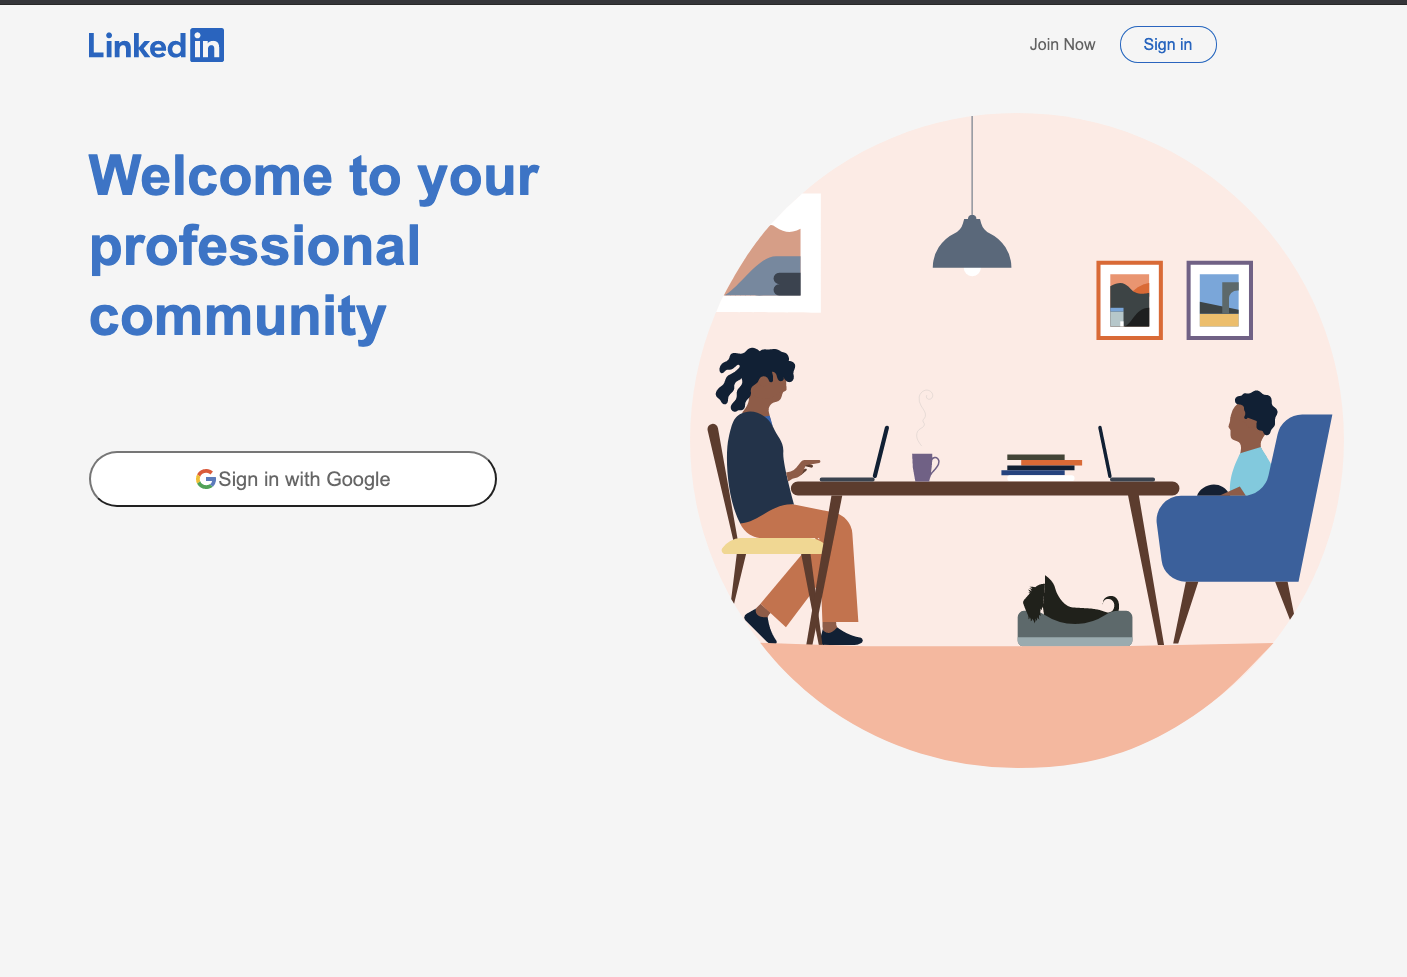 Linkedin
Join Now
Sign in
Welcome to your
professional
community
Sign in with Google